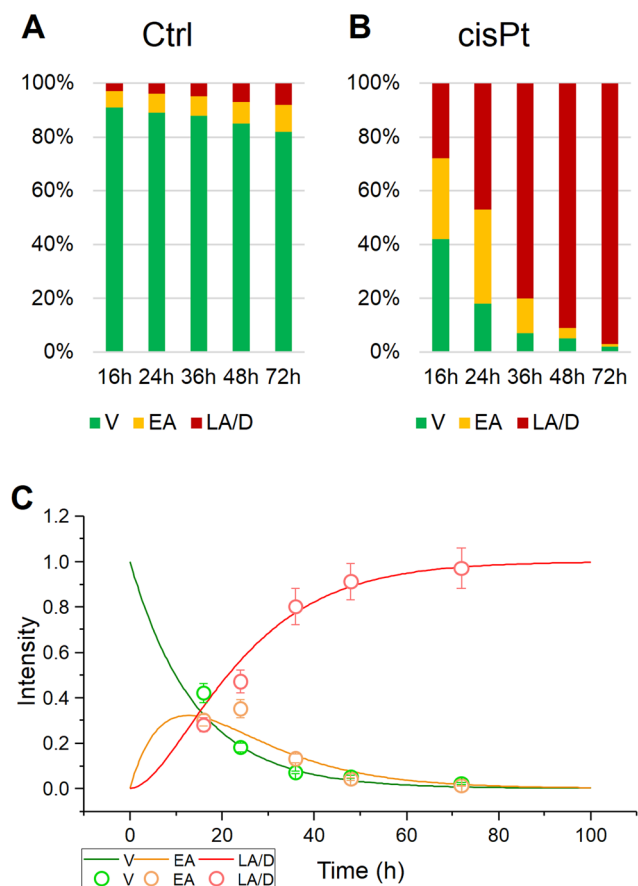 A Ctrl
B cisPt
100%
80%
60%
40%
20%
0%
16h 24h 36h 48h 72h
V EA LA/D
100%
80%
60%
40%
20%
0%
16h 24h 36h 48h 72h
V EA LA/D
C
Intensity
1.2
1.0
0.8
0.6
0.4
0.2
0.0
0 20 40 60 80 100
Time (h)
V EA LA/D
V EA LA/D